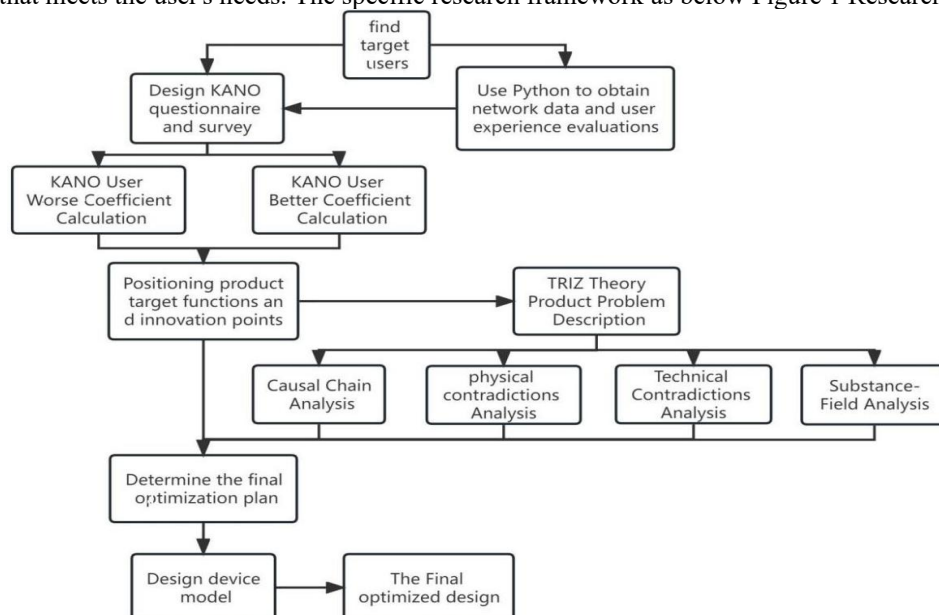 that meets the user's needs. The specific research framework as below Figure 1 Research
find
target
users
Design KANO
questionnaire
and survey
Use Python to obtain
network data and user
experience evaluations
KANO User
Worse Coefficient
Calculation
KANO User
Better Coefficient
Calculation
Positioning product
target functions an
d innovation points
TRIZ Theory
Product Problem
Description
Causal Chain
Analysis
physical
contradictions
Analysis
Technical
Contradictions
Analysis
Substance-
Field Analysis
Determine the final
optimization plan
Design device
model
The Final
optimized design